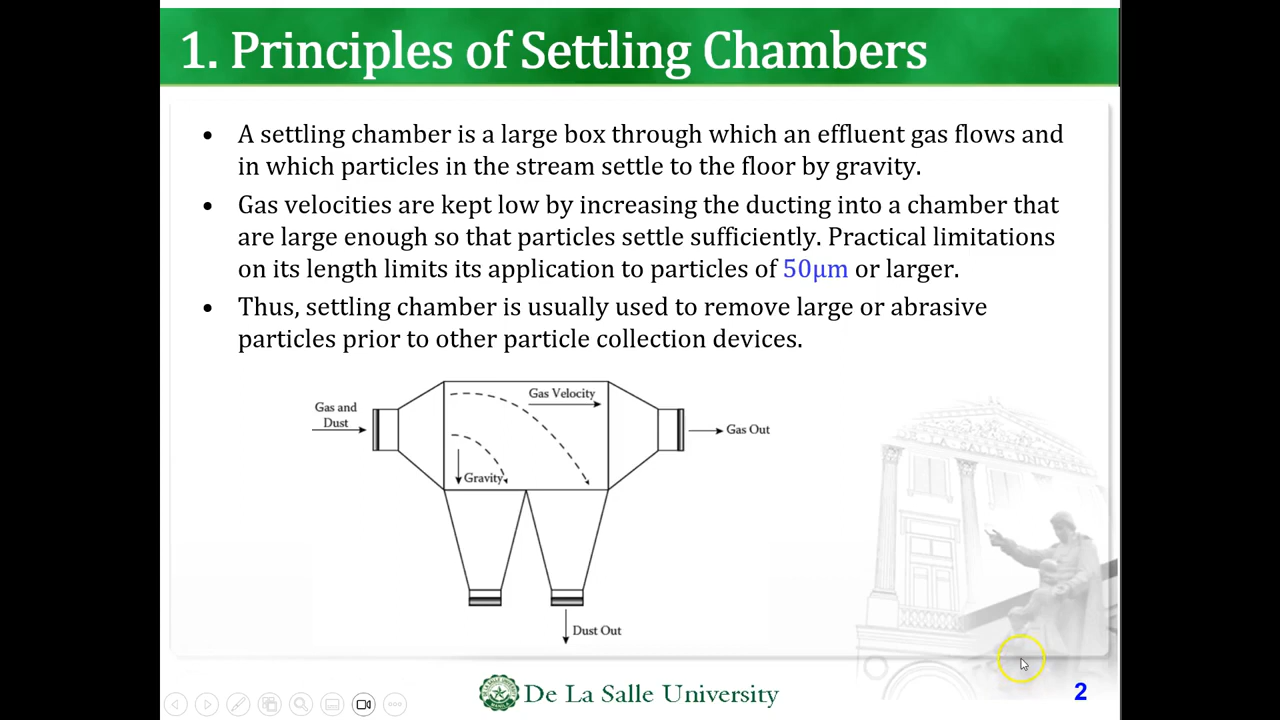 1. Principles of Settling Chambers
• A settling chamber is a large box through which an effluent gas flows and
in which particles in the stream settle to the floor by gravity.
• Gas velocities are kept low by increasing the ducting into a chamber that
are large enough so that particles settle sufficiently. Practical limitations
on its length limits its application to particles of 50μm or larger.
• Thus, settling chamber is usually used to remove large or abrasive
particles prior to other particle collection devices.
Gas and
Dust
Gas Velocity
Gravity
Gas Out
Dust Out
De La Salle University
2